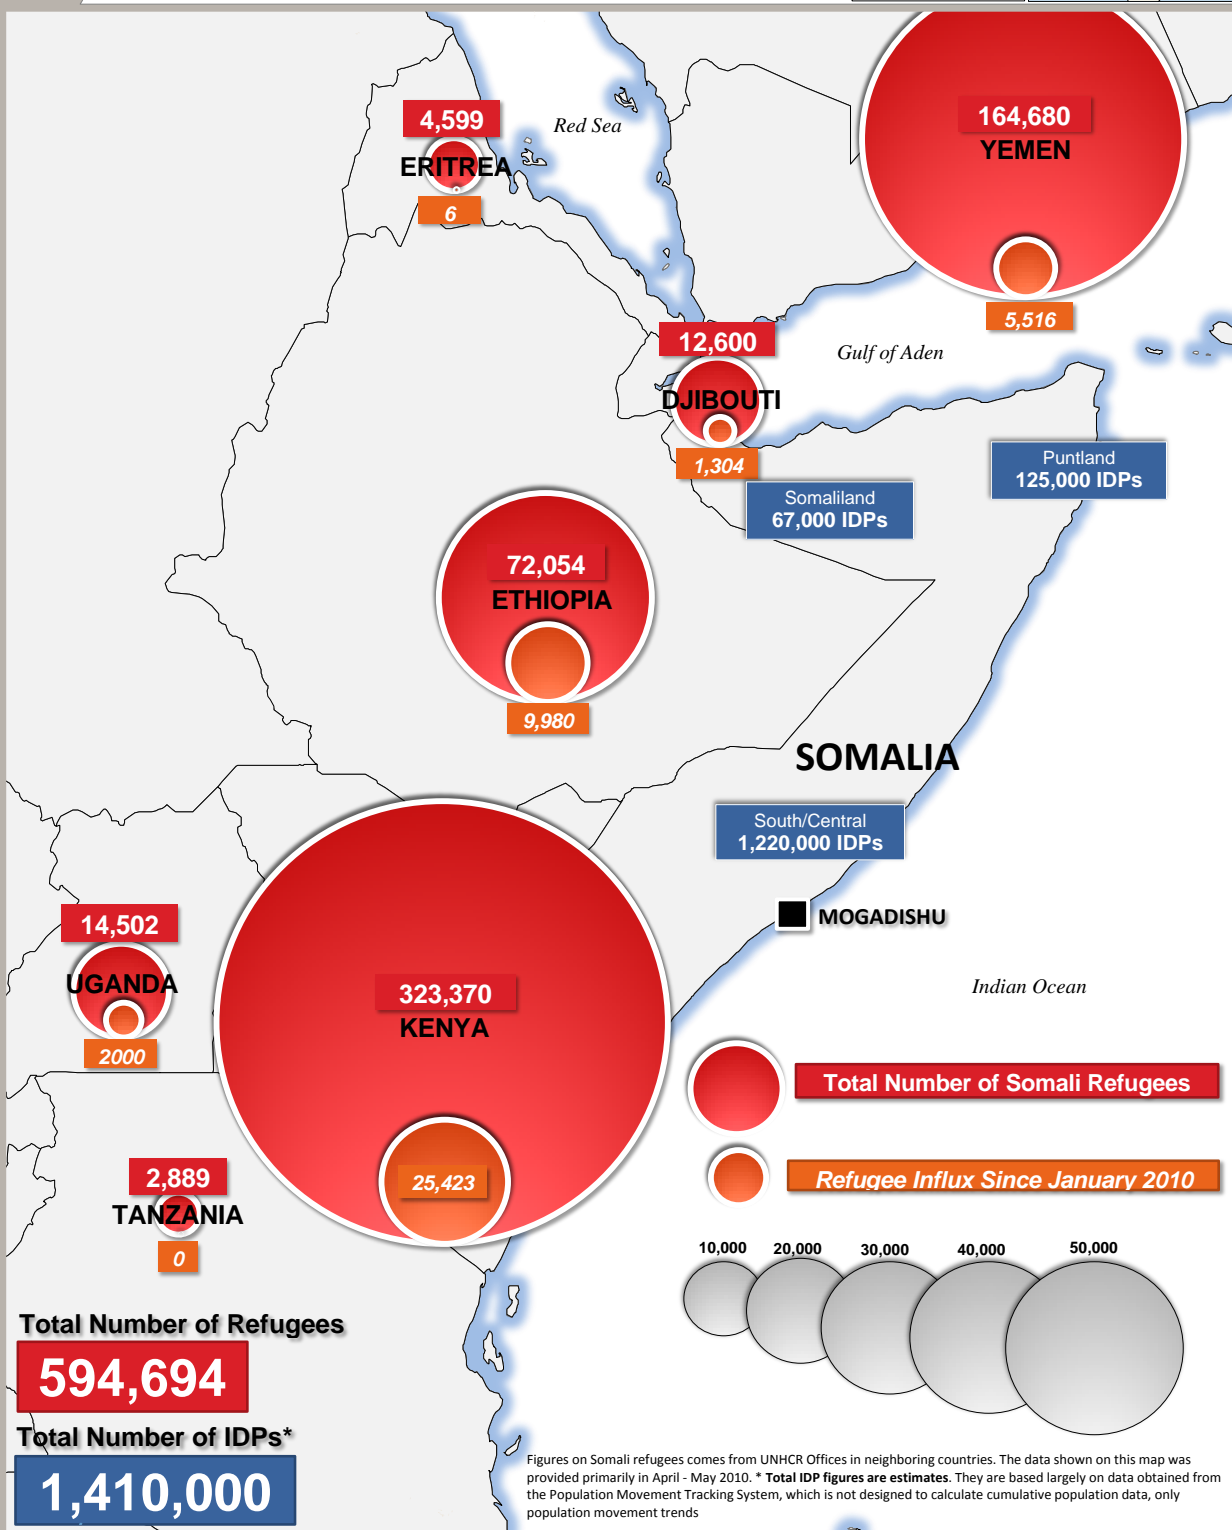 4,599
ERITREA
6
Red Sea
164,680
YEMEN
5,516
12,600
DJIBOUTI
1,304
Gulf of Aden
Somaliland
67,000 IDPs
Puntland
125,000 IDPs
72,054
ETHIOPIA
9,980
SOMALIA
South/Central
1,220,000 IDPs
MOGADISHU
Indian Ocean
14,502
UGANDA
2000
323,370
KENYA
25,423
2,889
TANZANIA
0
Total Number of Somali Refugees
Refugee Influx Since January 2010
10,000 20,000 30,000 40,000 50,000
Total Number of Refugees
594,694
Total Number of IDPs*
1,410,000
Figures on Somali refugees comes from UNHCR Offices in neighboring countries. The data shown on this map was
provided primarily in April - May 2010. * Total IDP figures are estimates. They are based largely on data obtained from
the Population Movement Tracking System, which is not designed to calculate cumulative population data, only
population movement trends